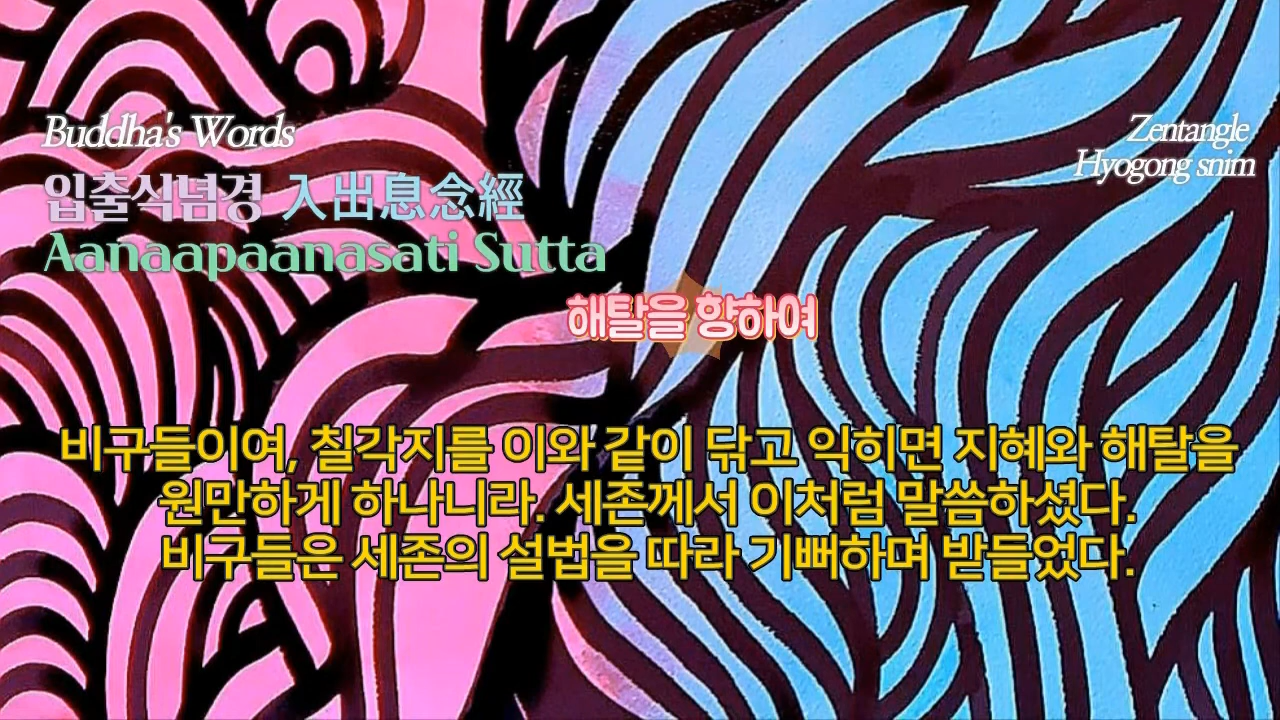 Buddha's Words
Zentangle
Hyogong snim
입출식념경 入出息念經
Aanaapaanasati Sutta
해탈을 향하여
비구들이여, 칠각지를 이와 같이 닦고 익히면 지혜와 해탈을
원만하게 하나니라. 세존께서 이처럼 말씀하셨다.
비구들은 세존의 설법을 따라 기뻐하며 받들었다.